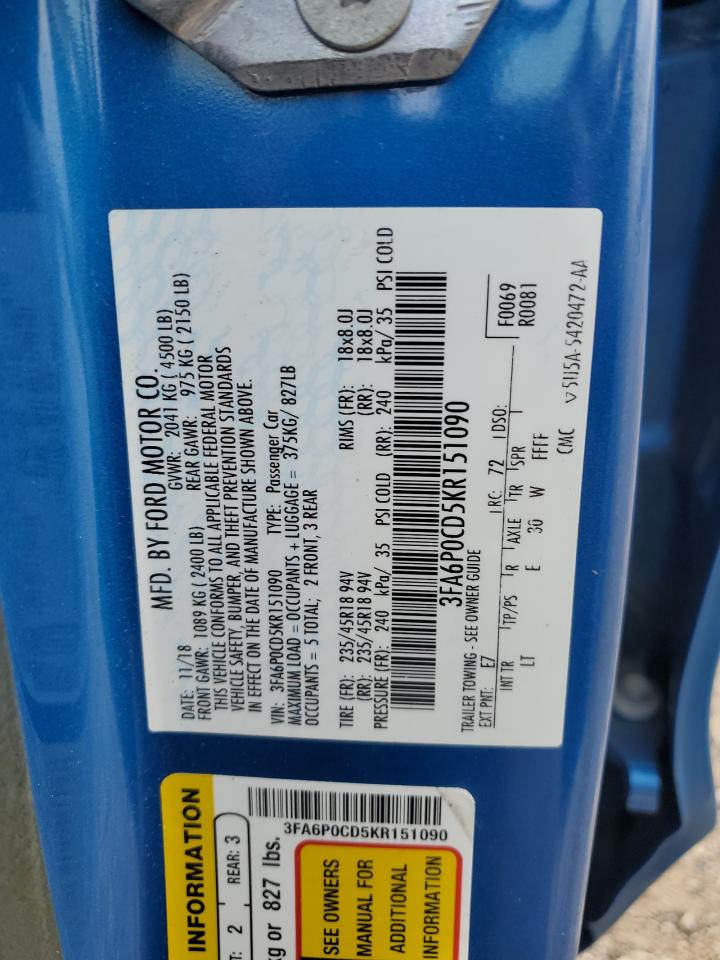 MFD. BY FORD MOTOR CO.
DATE: 11/18 GVWR: 2041 KG ( 4500 LB)
FRONT GAWR: 1089 KG ( 2400 LB) REAR GAWR: 975 KG ( 2150 LB)
THIS VEHICLE CONFORMS TO ALL APPLICABLE FEDERAL MOTOR
VEHICLE SAFETY, BUMPER, AND THEFT PREVENTION STANDARDS
IN EFFECT ON THE DATE OF MANUFACTURE SHOWN ABOVE.
VIN: 3FA6P0CD5KR151090 TYPE: Passenger Car
MAXIMUM LOAD = OCCUPANTS + LUGGAGE = 375KG/ 827LB
OCCUPANTS = 5 TOTAL; 2 FRONT, 3 REAR
TIRE (FR): 235/45R18 94V RIMS (FR): 18x8.0J
(RR): 235/45R18 94V (RR): 18x8.0J
PRESSURE (FR): 240 kPa/ 35 PSI COLD (RR): 240 kPa/ 35 PSI COLD
3FA6P0CD5KR151090
TRAILER TOWING - SEE OWNER GUIDE
EXT PNT: E7 RC: 72 DSO: F0069
R0081
INT TR TP/PS R AXLE TR SPR
LT E 30 W FFFF
CMC 5U5A-5420472-AA
INFORMATION
T: 2 REAR: 3
kg or 827 lbs.
3FA6P0CD5KR151090
SEE OWNERS
MANUAL FOR
ADDITIONAL
INFORMATION